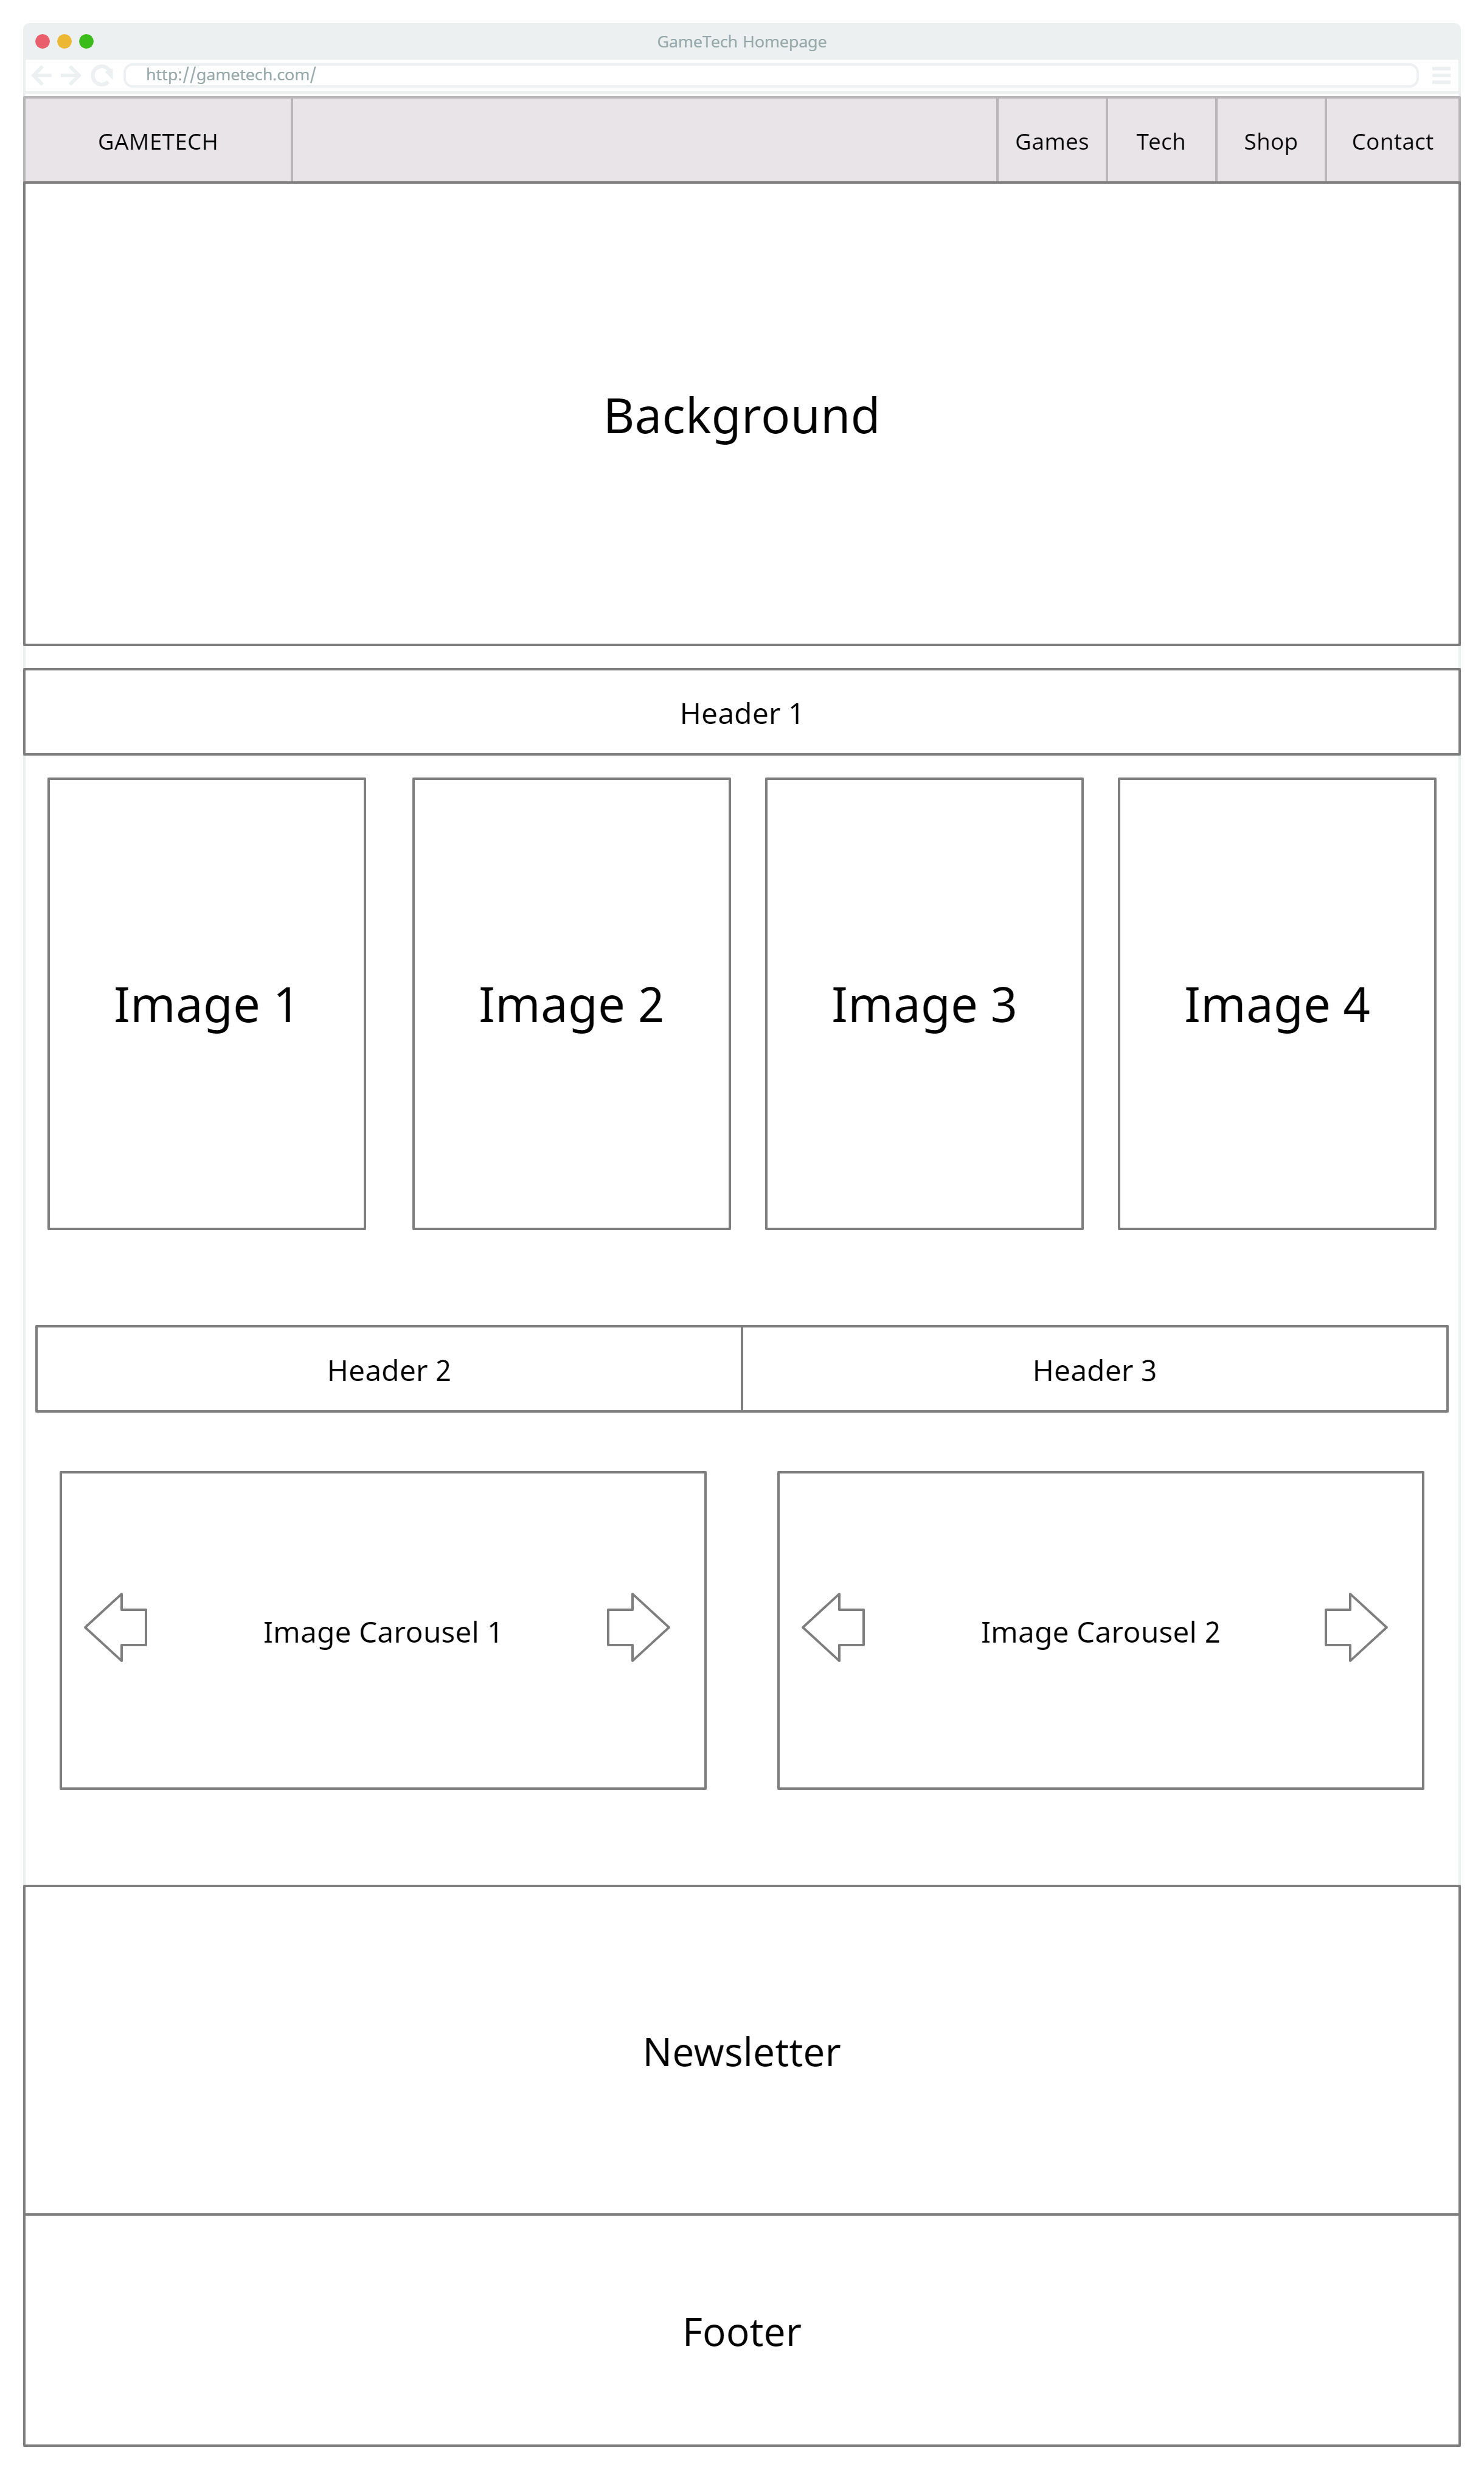 GameTech Homepage
http://gametech.com/
GAMETECH
Games
Tech
Shop
Contact
Background
Header 1
Image 1
Image 2
Image 3
Image 4
Header 2
Header 3
Image Carousel 1
Image Carousel 2
Newsletter
Footer